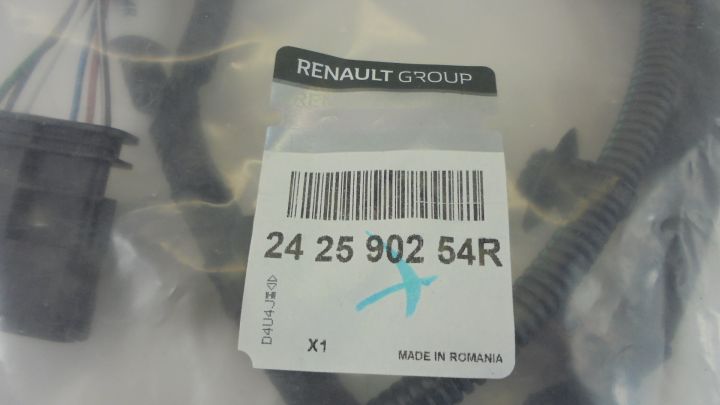 RENAULT GROUP
24 25 902 54R
D4U4J
X1
MADE IN ROMANIA